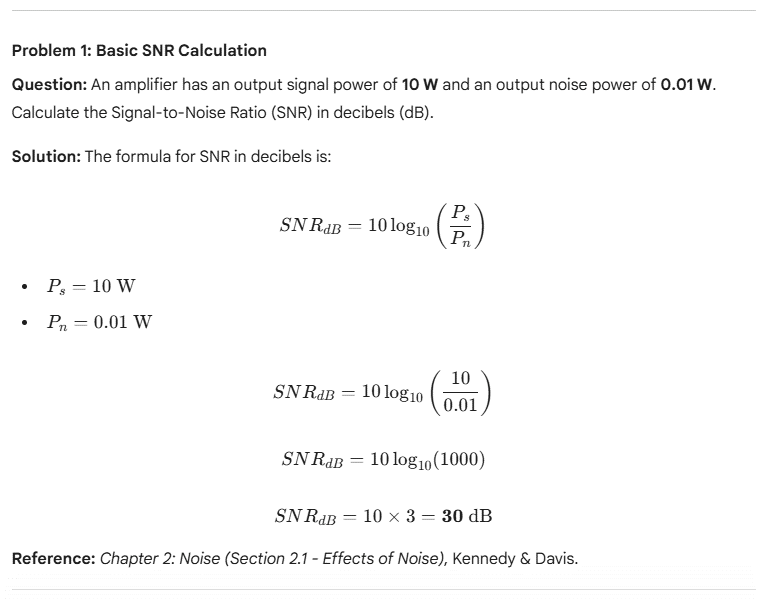 Problem 1: Basic SNR Calculation
Question: An amplifier has an output signal power of 10 W and an output noise power of 0.01 W.
Calculate the Signal-to-Noise Ratio (SNR) in decibels (dB).
Solution: The formula for SNR in decibels is:
$SNR_{dB} = 10 \log_{10} \left( \frac{P_s}{P_n} \right)$
• $P_s = 10$ W
• $P_n = 0.01$ W
$SNR_{dB} = 10 \log_{10} \left( \frac{10}{0.01} \right)$
$SNR_{dB} = 10 \log_{10}(1000)$
$SNR_{dB} = 10 \times 3 = \mathbf{30}$ dB
Reference: Chapter 2: Noise (Section 2.1 - Effects of Noise), Kennedy & Davis.